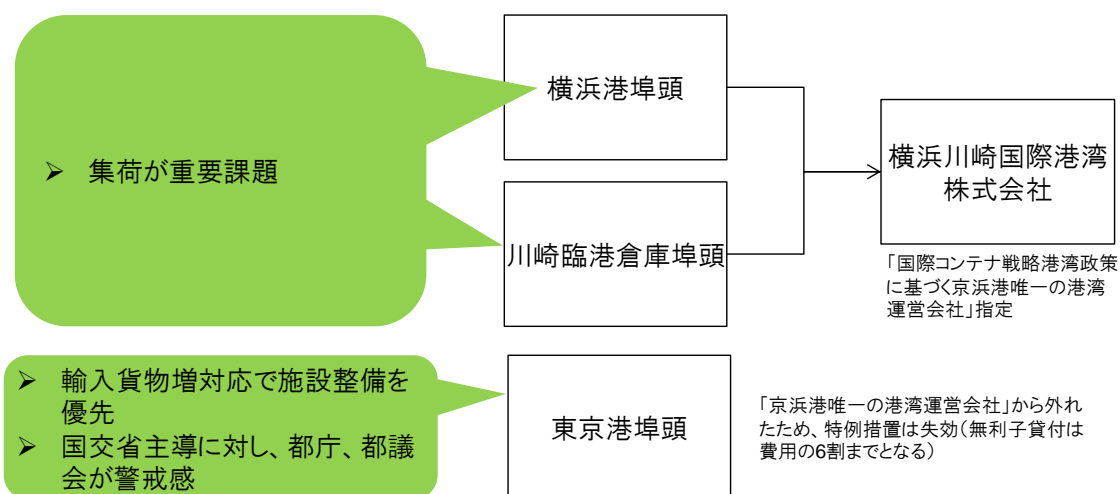 ➢ 集荷が重要課題
横浜港埠頭
川崎臨港倉庫埠頭
横浜川崎国際港湾
株式会社
「国際コンテナ戦略港湾政策
に基づく京浜港唯一の港湾
運営会社」指定
➢ 輸入貨物増対応で施設整備を
優先
➢ 国交省主導に対し、都庁、都議
会が警戒感
東京港埠頭
「京浜港唯一の港湾運営会社」から外れ
たため、特例措置は失効(無利子貸付は
費用の6割までとなる)